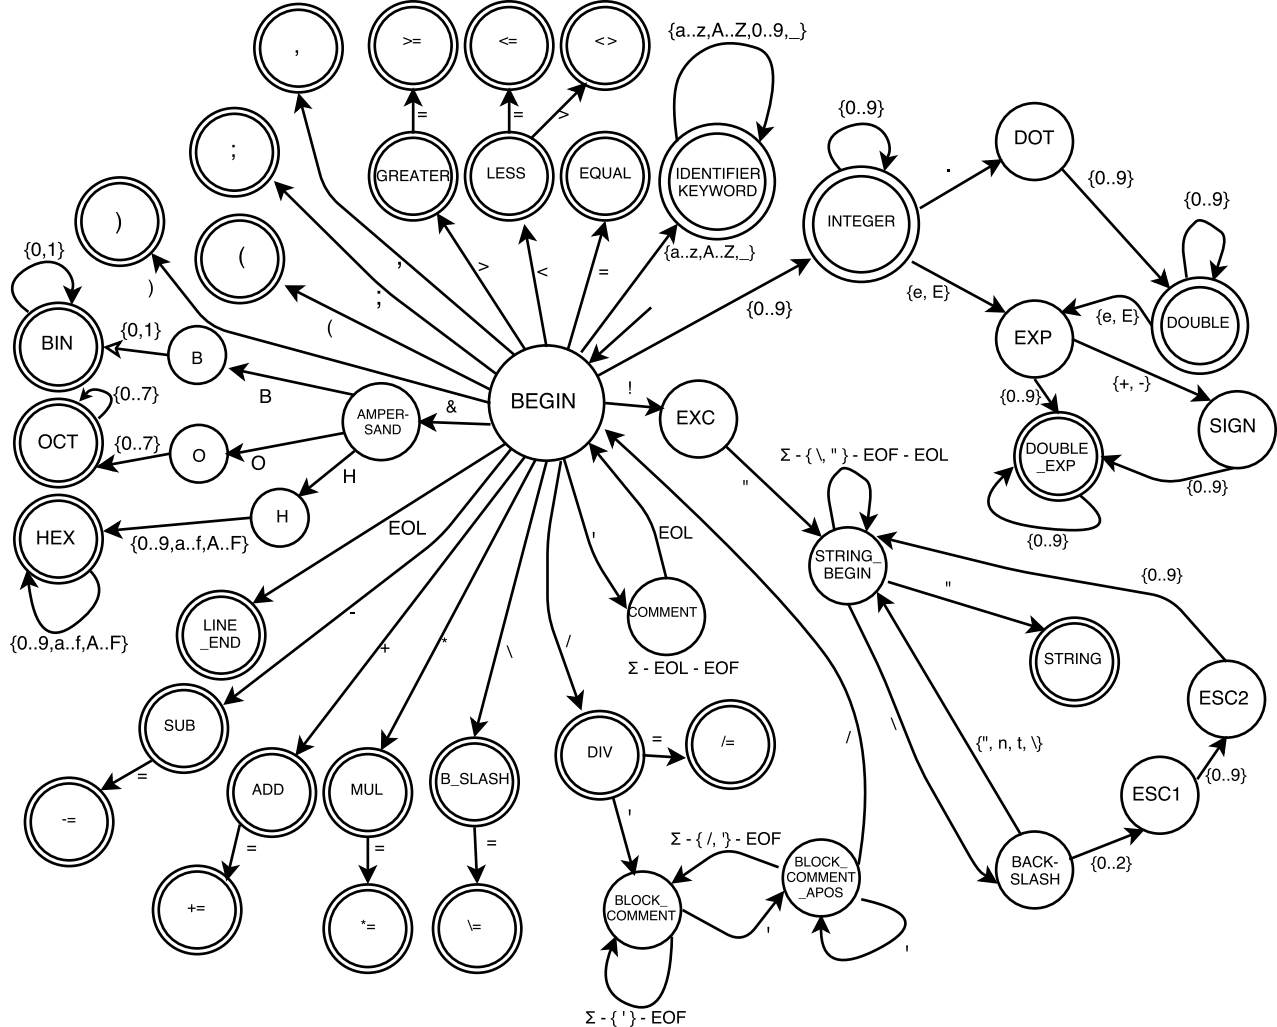 ,
>=
<=
<>
{a..z,A..Z,0..9,_}
;
GREATER
LESS
EQUAL
IDENTIFIER
KEYWORD
=
=
>
{0..9}
INTEGER
.
DOT
{0..9}
{0..9}
)
(
{0,1}
BIN
{0,1}
B
)
(
;
,
>
<
=
{a..z,A..Z,_}
{0..9}
{e, E}
EXP
{e, E}
DOUBLE
{0..7}
OCT
{0..7}
O
B
O
H
AMPER-
SAND
&
BEGIN
!
EXC
{0..9}
{+, -}
SIGN
DOUBLE
_EXP
{0..9}
{0..9}
HEX
{0..9,a..f,A..F}
H
{0..9,a..f,A..F}
EOL
LINE
_END
-
+
*
\
/
'
EOL
COMMENT
Σ - EOL - EOF
"
Σ - { \, " } - EOF - EOL
STRING_
BEGIN
"
STRING
{0..9}
ESC2
{0..9}
ESC1
{0..2}
{", n, t, \}
\
BACK-
SLASH
SUB
=
-=
ADD
=
+=
MUL
=
*=
B_SLASH
=
\=
DIV
=
/=
'
/
Σ - { /, '} - EOF
BLOCK_
COMMENT
_APOS
BLOCK_
COMMENT
'
'
Σ - { ' } - EOF